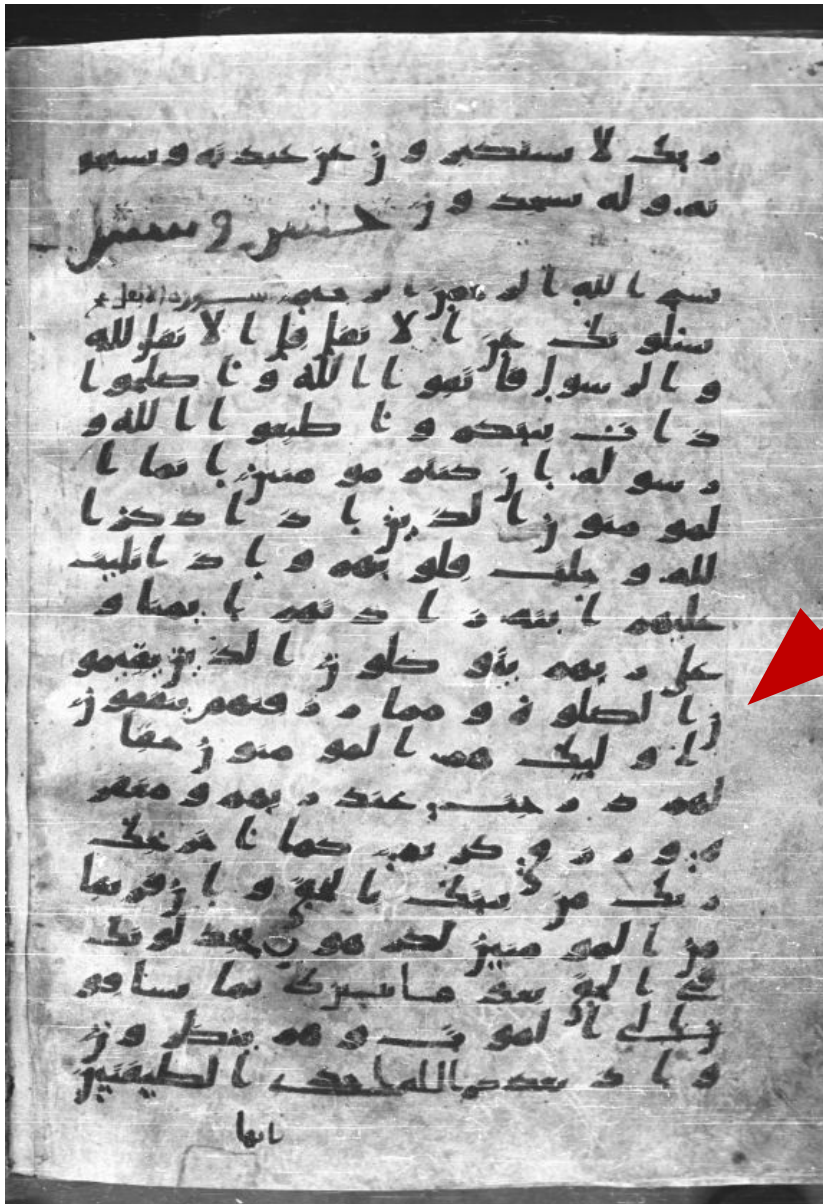 ربك لا يستكبرون عن عبدته ويسبحو
نه وله يسجدون
بسم الله الرحمن الرحيم سورة الانفل
يسلونك عن الانفل قل الانفل لله
والرسول فاتقوا الله واصلحوا
ذات بينكم واطيعوا الله و
رسوله ان كنتم مومنين انما ا
لمومنون الذين اذا ذكر ا
لله وجلت قلوبهم واذا تليت
عليهم ايته زادتهم ايمنا و
على ربهم يتوكلون الذين يقيمو
ن الصلوة ومما رزقنهم ينفقون
اوليك هم المومنون حقا
لهم درجت عند ربهم ومغفر
ة ورزق كريم كما اخرجك
ربك من بيتك بالحق وان فريقا
من المومنين لكرهون يجدلونك
في الحق بعد ما تبين كانما يساقو
ن الى الموت وهم ينظرون
واذ يعدكم الله احدى الطيفتين
انها